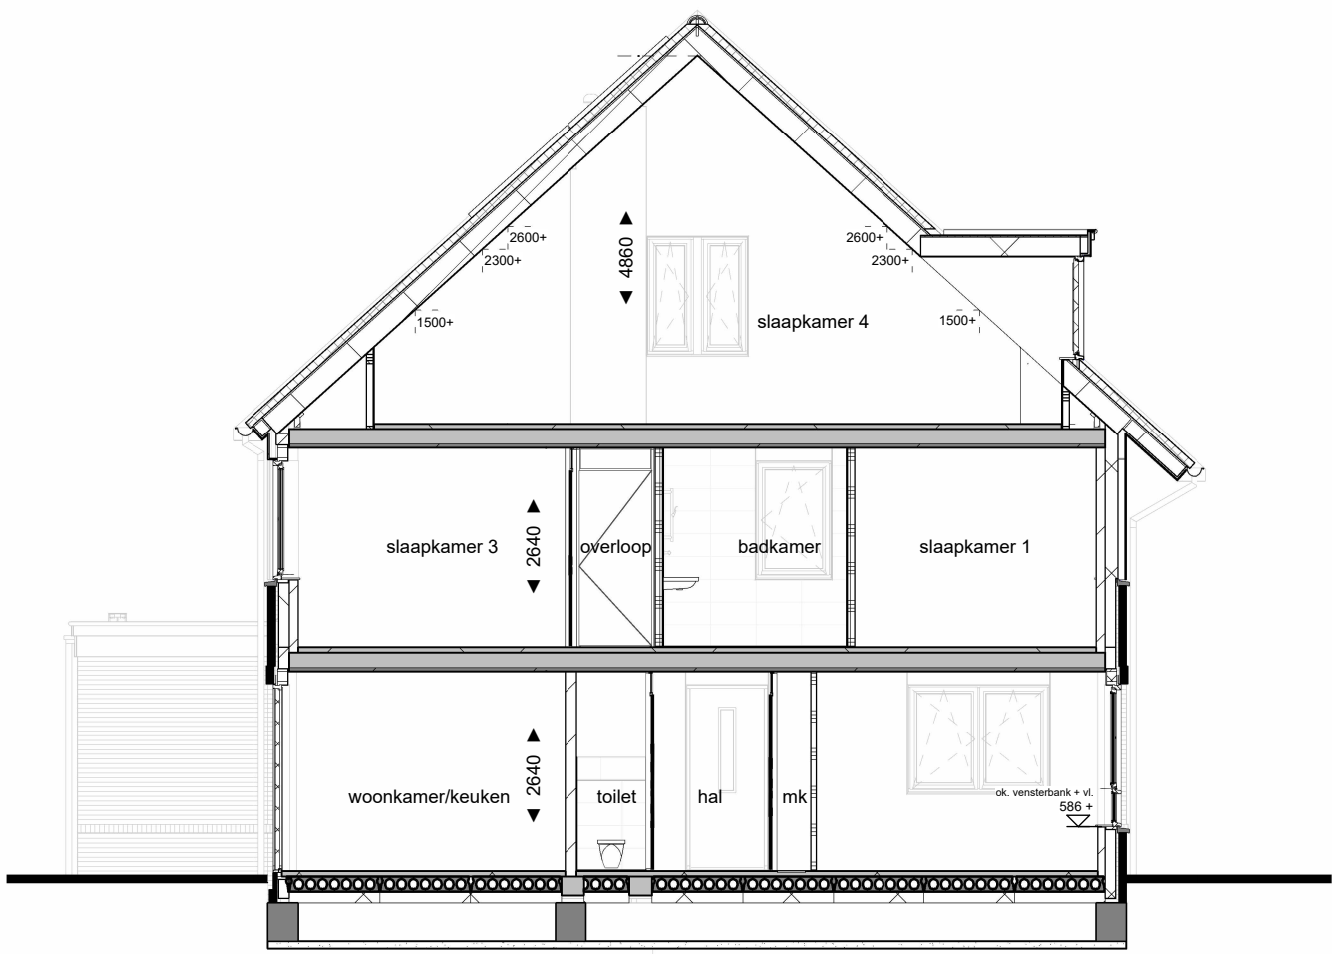 2600+
2300+
4860
2600+
2300+
1500+
slaapkamer 4
1500+
slaapkamer 3
2640
overloop
badkamer
slaapkamer 1
woonkamer/keuken
2640
toilet
hal
mk
ok. vensterbank + vl.
586 +